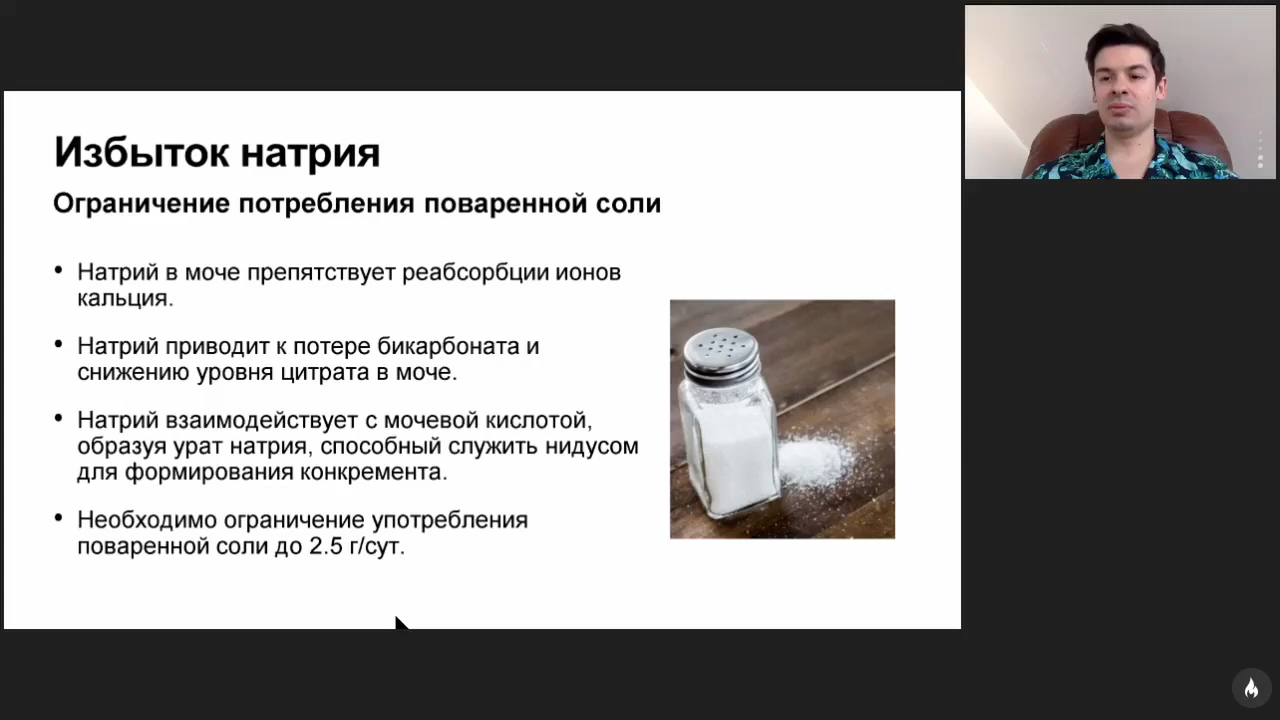 Избыток натрия
Ограничение потребления поваренной соли
• Натрий в моче препятствует реабсорбции ионов
кальция.
• Натрий приводит к потере бикарбоната и
снижению уровня цитрата в моче.
• Натрий взаимодействует с мочевой кислотой,
образуя урат натрия, способный служить нидусом
для формирования конкремента.
• Необходимо ограничение употребления
поваренной соли до 2.5 г/сут.